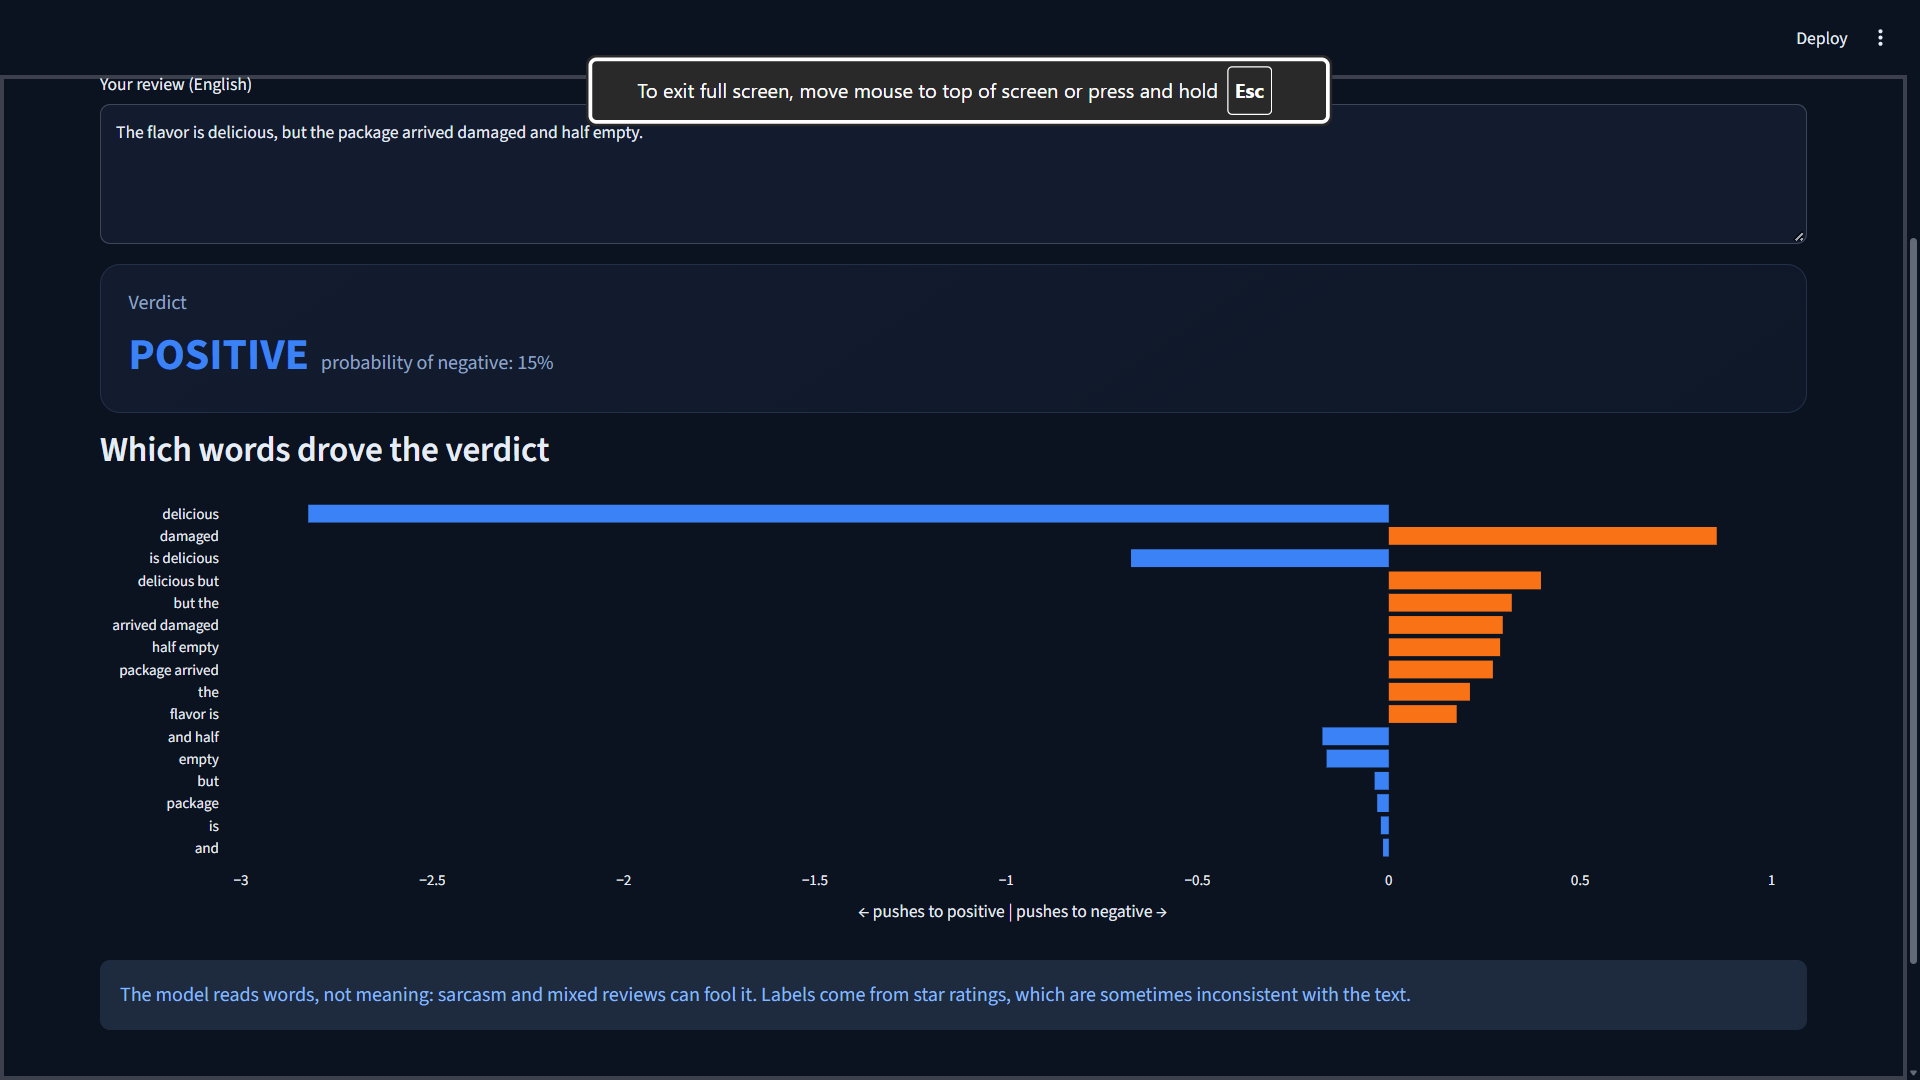 Deploy
To exit full screen, move mouse to top of screen or press and hold Esc
Your review (English)
The flavor is delicious, but the package arrived damaged and half empty.
Verdict
POSITIVE probability of negative: 15%
Which words drove the verdict
delicious
damaged
is delicious
delicious but
but the
arrived damaged
half empty
package arrived
the
flavor is
and half
empty
but
package
is
and
−3 −2.5 −2 −1.5 −1 −0.5 0 0.5 1
← pushes to positive | pushes to negative →
The model reads words, not meaning: sarcasm and mixed reviews can fool it. Labels come from star ratings, which are sometimes inconsistent with the text.